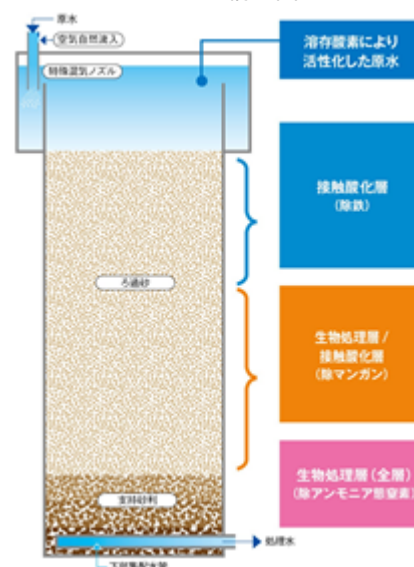 原水
空気自然流入
特殊混気ノズル
溶存酸素により
活性化した原水
接触酸化層
(除鉄)
ろ過砂
生物処理層/
接触酸化層
(除マンガン)
生物処理層(全層)
(除アンモニア態窒素)
支持砂利
処理水
下部集配水管